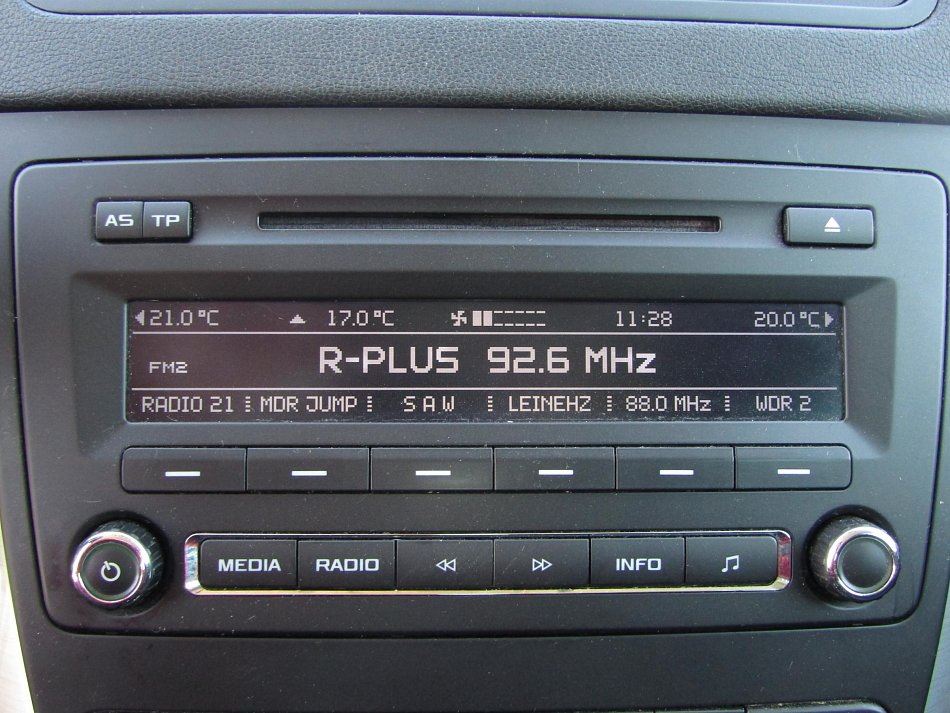 AS TP
21.0 °C 17.0 °C 11:28 20.0 °C
R-PLUS 92.6 MHz
FM2
RADIO 21 MDR JUMP S A W LEINEHZ 88.0 MHz WDR 2
MEDIA RADIO INFO